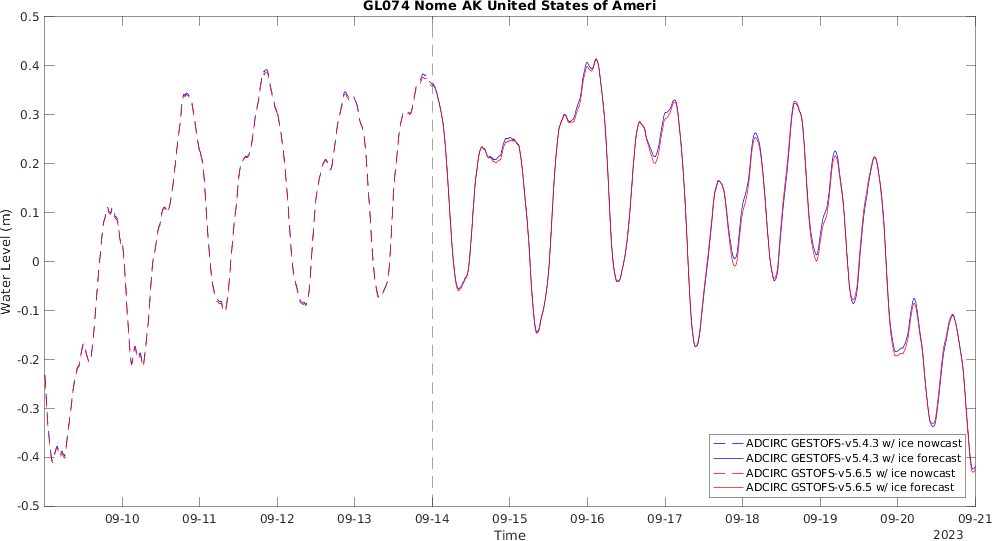 GL074 Nome AK United States of Ameri
0.5
0.4
0.3
0.2
0.1
0
-0.1
-0.2
-0.3
-0.4
-0.5
Water Level (m)
ADCIRC GESTOFS-v5.4.3 w/ ice nowcast
ADCIRC GESTOFS-v5.4.3 w/ ice forecast
ADCIRC GSTOFS-v5.6.5 w/ ice nowcast
ADCIRC GSTOFS-v5.6.5 w/ ice forecast
09-10 09-11 09-12 09-13 09-14 09-15 09-16 09-17 09-18 09-19 09-20 09-21
Time
2023